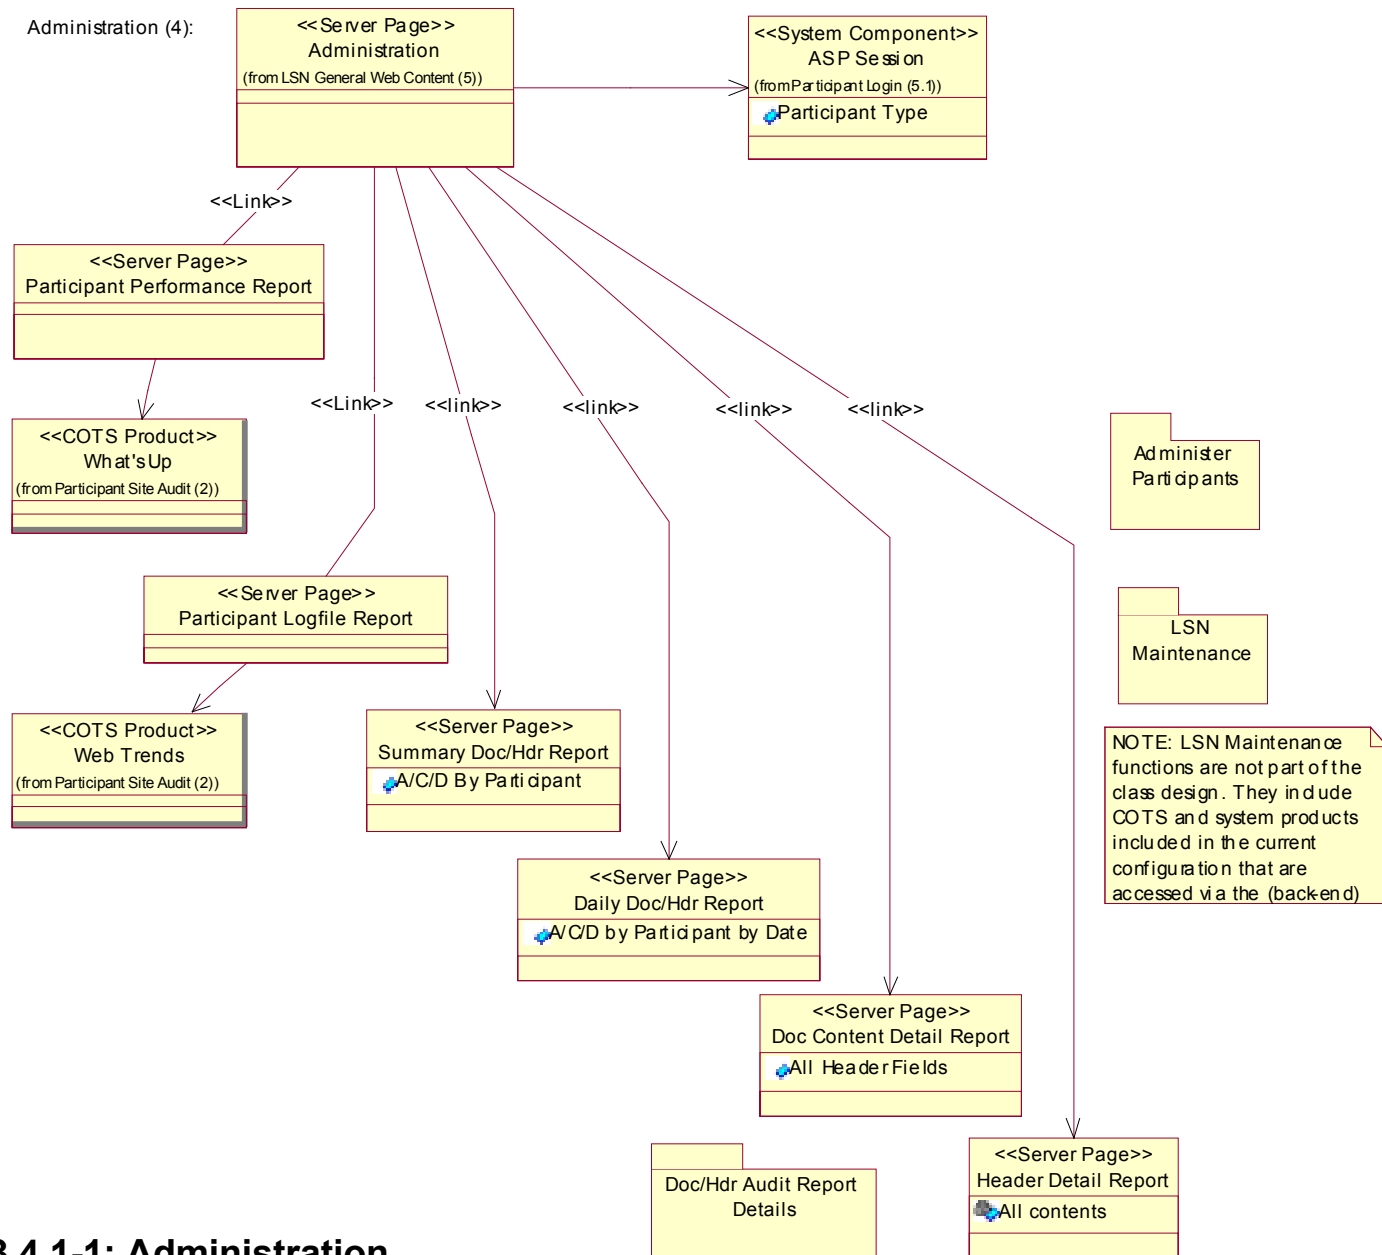 Administration (4):
<<Server Page>>
Administration
(from LSN General Web Content (5))
<<System Component>>
ASP Session
(from Participant Login (5.1))
Participant Type
<<Link>>
<<Server Page>>
Participant Performance Report
<<Link>>
<<link>>
<<link>>
<<link>>
<<link>>
<<COTS Product>>
What's Up
(from Participant Site Audit (2))
Administer
Participants
<<Server Page>>
Participant Logfile Report
LSN
Maintenance
<<COTS Product>>
Web Trends
(from Participant Site Audit (2))
<<Server Page>>
Summary Doc/Hdr Report
A/C/D By Participant
NOTE: LSN Maintenance
functions are not part of the
class design. They include
COTS and system products
included in the current
configuration that are
accessed via the (back-end)
<<Server Page>>
Daily Doc/Hdr Report
A/C/D by Participant by Date
<<Server Page>>
Doc Content Detail Report
All Header Fields
Doc/Hdr Audit Report
Details
<<Server Page>>
Header Detail Report
All contents
3.4.1-1: Administration